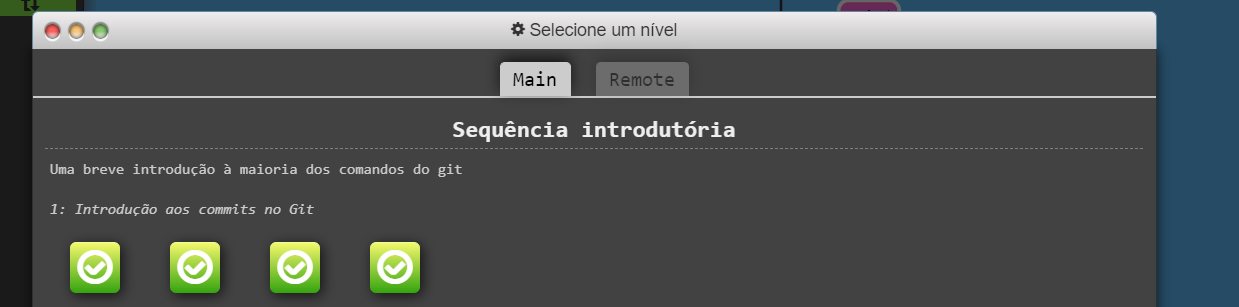 Selecione um nível
Main Remote
Sequência introdutória
Uma breve introdução à maioria dos comandos do git
1: Introdução aos commits no Git